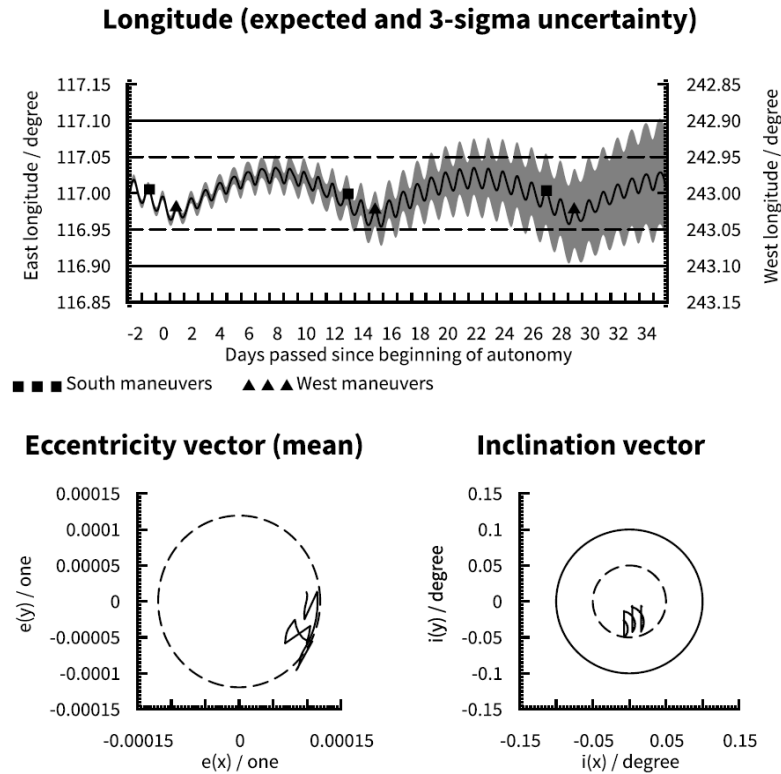 Longitude (expected and 3-sigma uncertainty)
117.15
117.10
117.05
117.00
116.95
116.90
116.85
East longitude / degree
242.85
242.90
242.95
243.00
243.05
243.10
243.15
West longitude / degree
-2 0 2 4 6 8 10 12 14 16 18 20 22 24 26 28 30 32 34
Days passed since beginning of autonomy
South maneuvers West maneuvers
Eccentricity vector (mean)
0.00015
0.0001
0.00005
0
-0.00005
-0.0001
-0.00015
e(y) / one
-0.00015 0 0.00015
e(x) / one
Inclination vector
0.15
0.1
0.05
0
-0.05
-0.1
-0.15
i(y) / degree
-0.15 -0.05 0.05 0.15
i(x) / degree